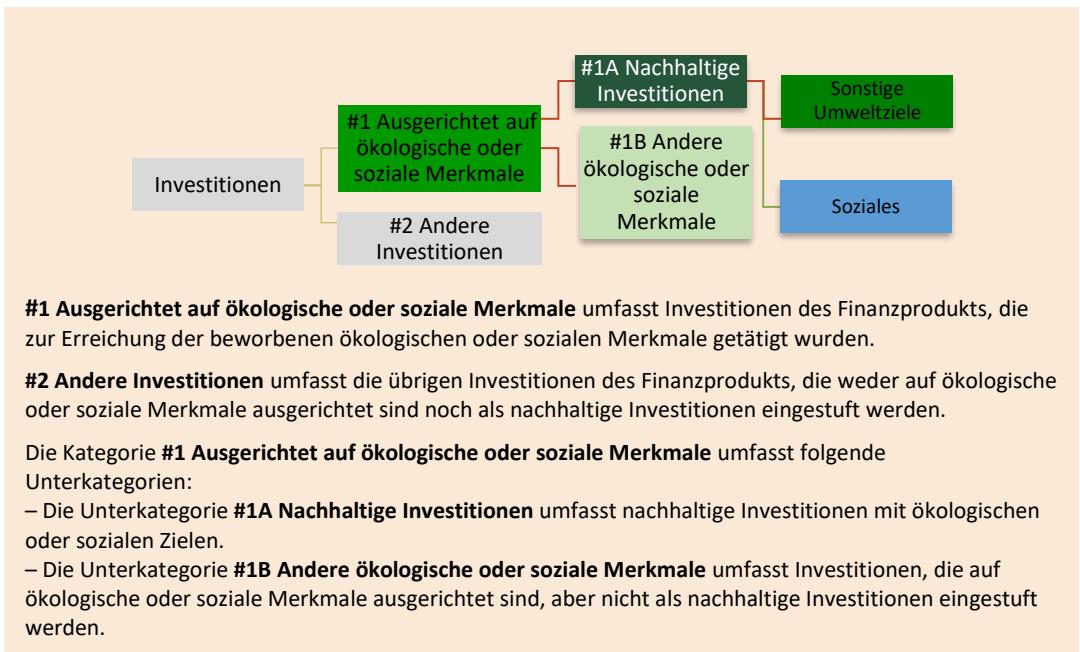 #1A Nachhaltige
Investitionen
Sonstige
Umweltziele
#1 Ausgerichtet auf
ökologische oder
soziale Merkmale
#1B Andere
ökologische oder
soziale
Merkmale
Investitionen
Soziales
#2 Andere
Investitionen
#1 Ausgerichtet auf ökologische oder soziale Merkmale umfasst Investitionen des Finanzprodukts, die
zur Erreichung der beworbenen ökologischen oder sozialen Merkmale getätigt wurden.
#2 Andere Investitionen umfasst die übrigen Investitionen des Finanzprodukts, die weder auf ökologische
oder soziale Merkmale ausgerichtet sind noch als nachhaltige Investitionen eingestuft werden.
Die Kategorie #1 Ausgerichtet auf ökologische oder soziale Merkmale umfasst folgende
Unterkategorien:
– Die Unterkategorie #1A Nachhaltige Investitionen umfasst nachhaltige Investitionen mit ökologischen
oder sozialen Zielen.
– Die Unterkategorie #1B Andere ökologische oder soziale Merkmale umfasst Investitionen, die auf
ökologische oder soziale Merkmale ausgerichtet sind, aber nicht als nachhaltige Investitionen eingestuft
werden.